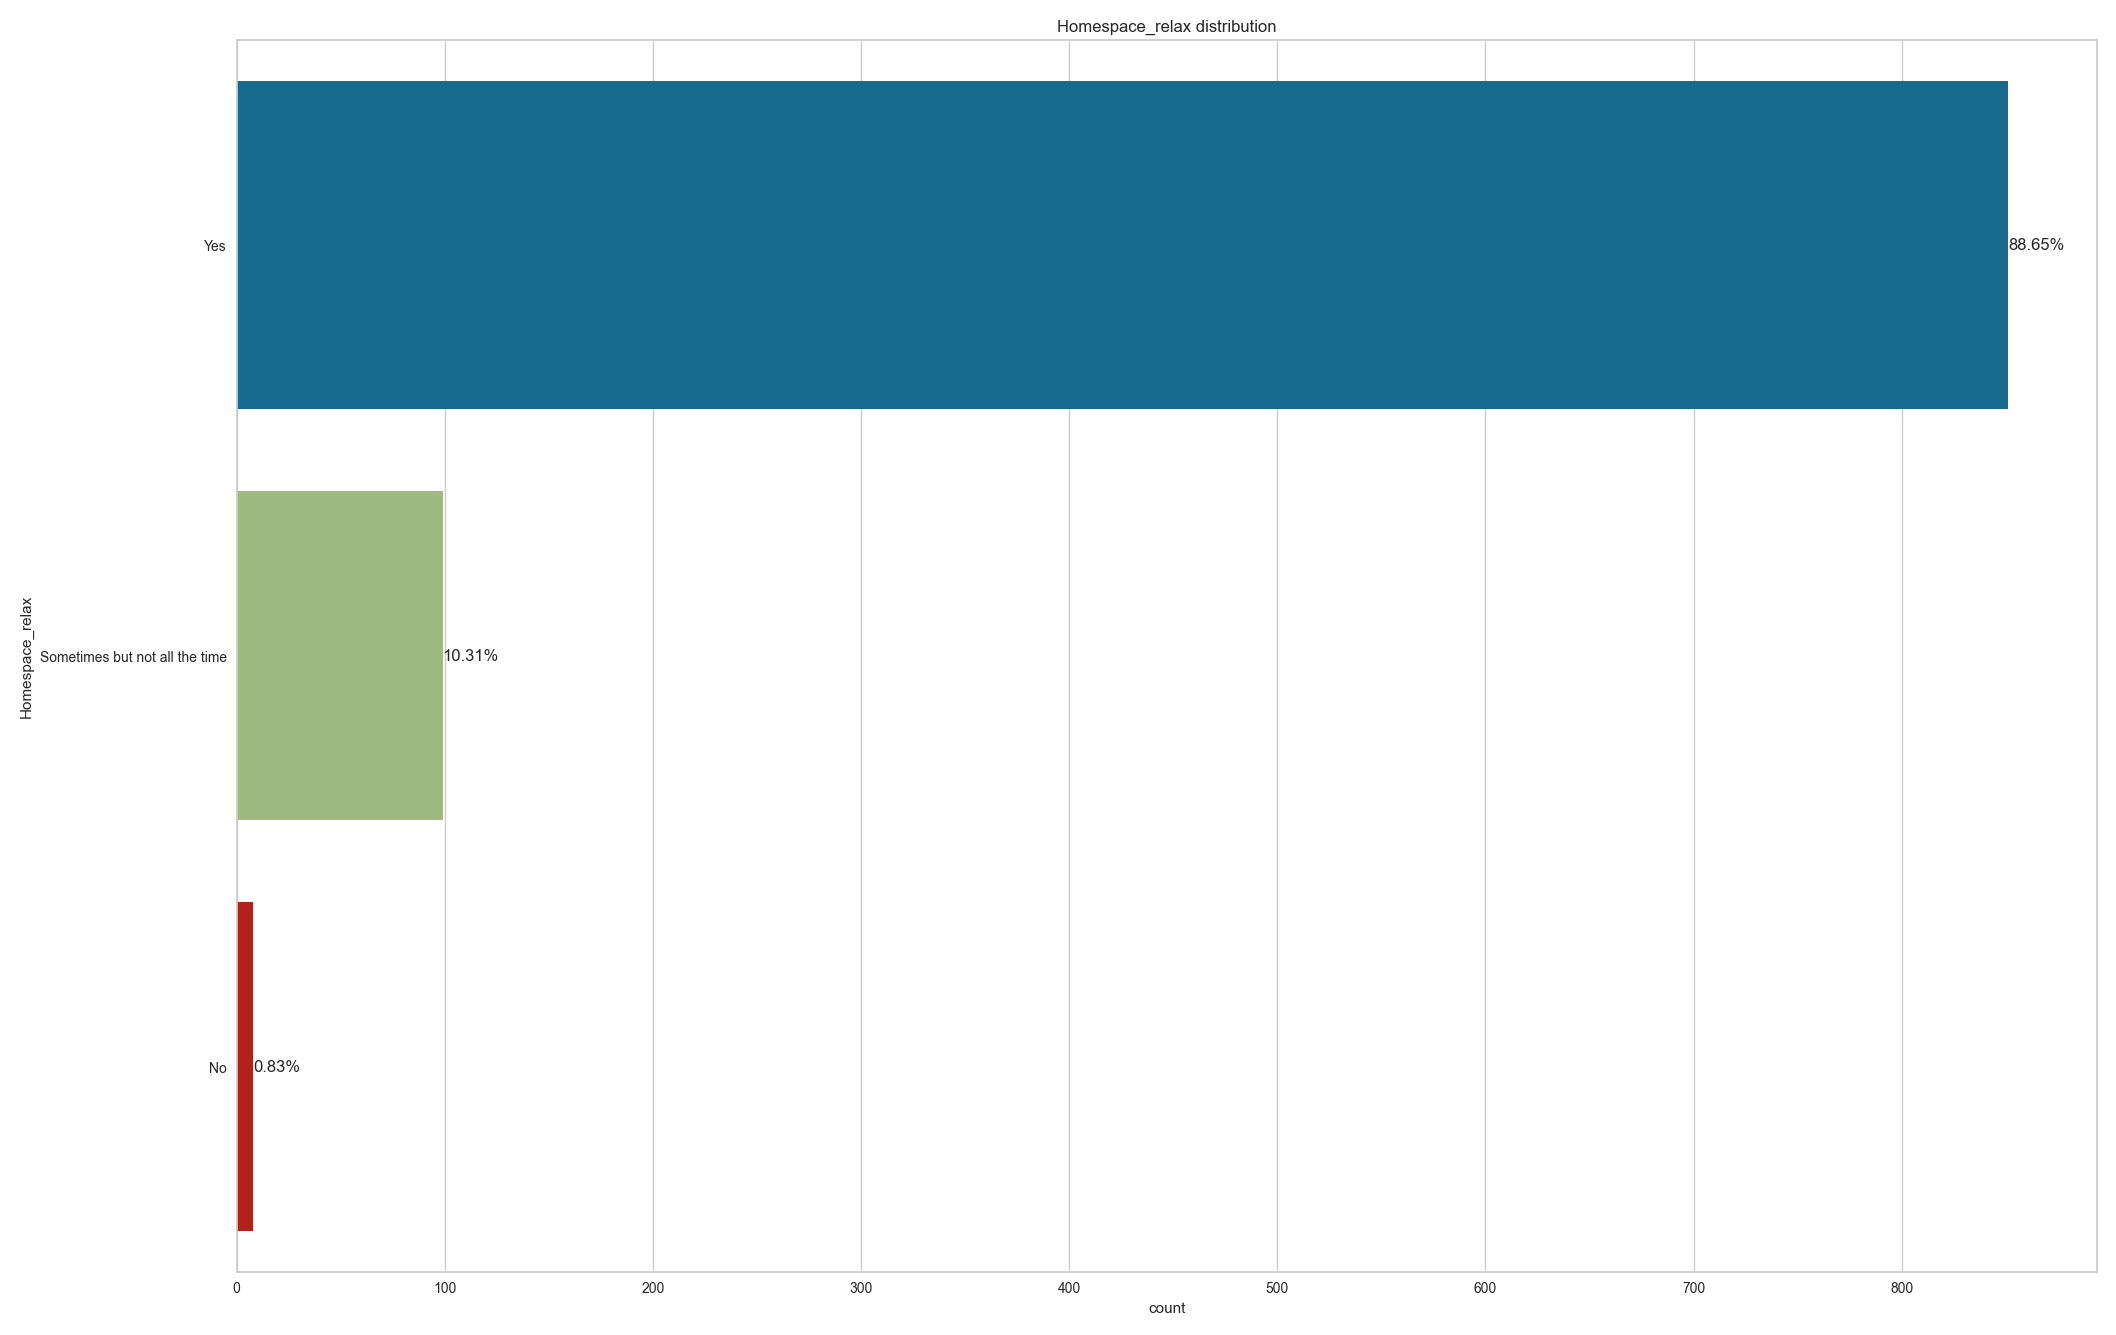 Homespace_relax distribution
Homespace_relax
Yes
88.65%
Sometimes but not all the time
10.31%
No
0.83%
0 100 200 300 400 500 600 700 800
count